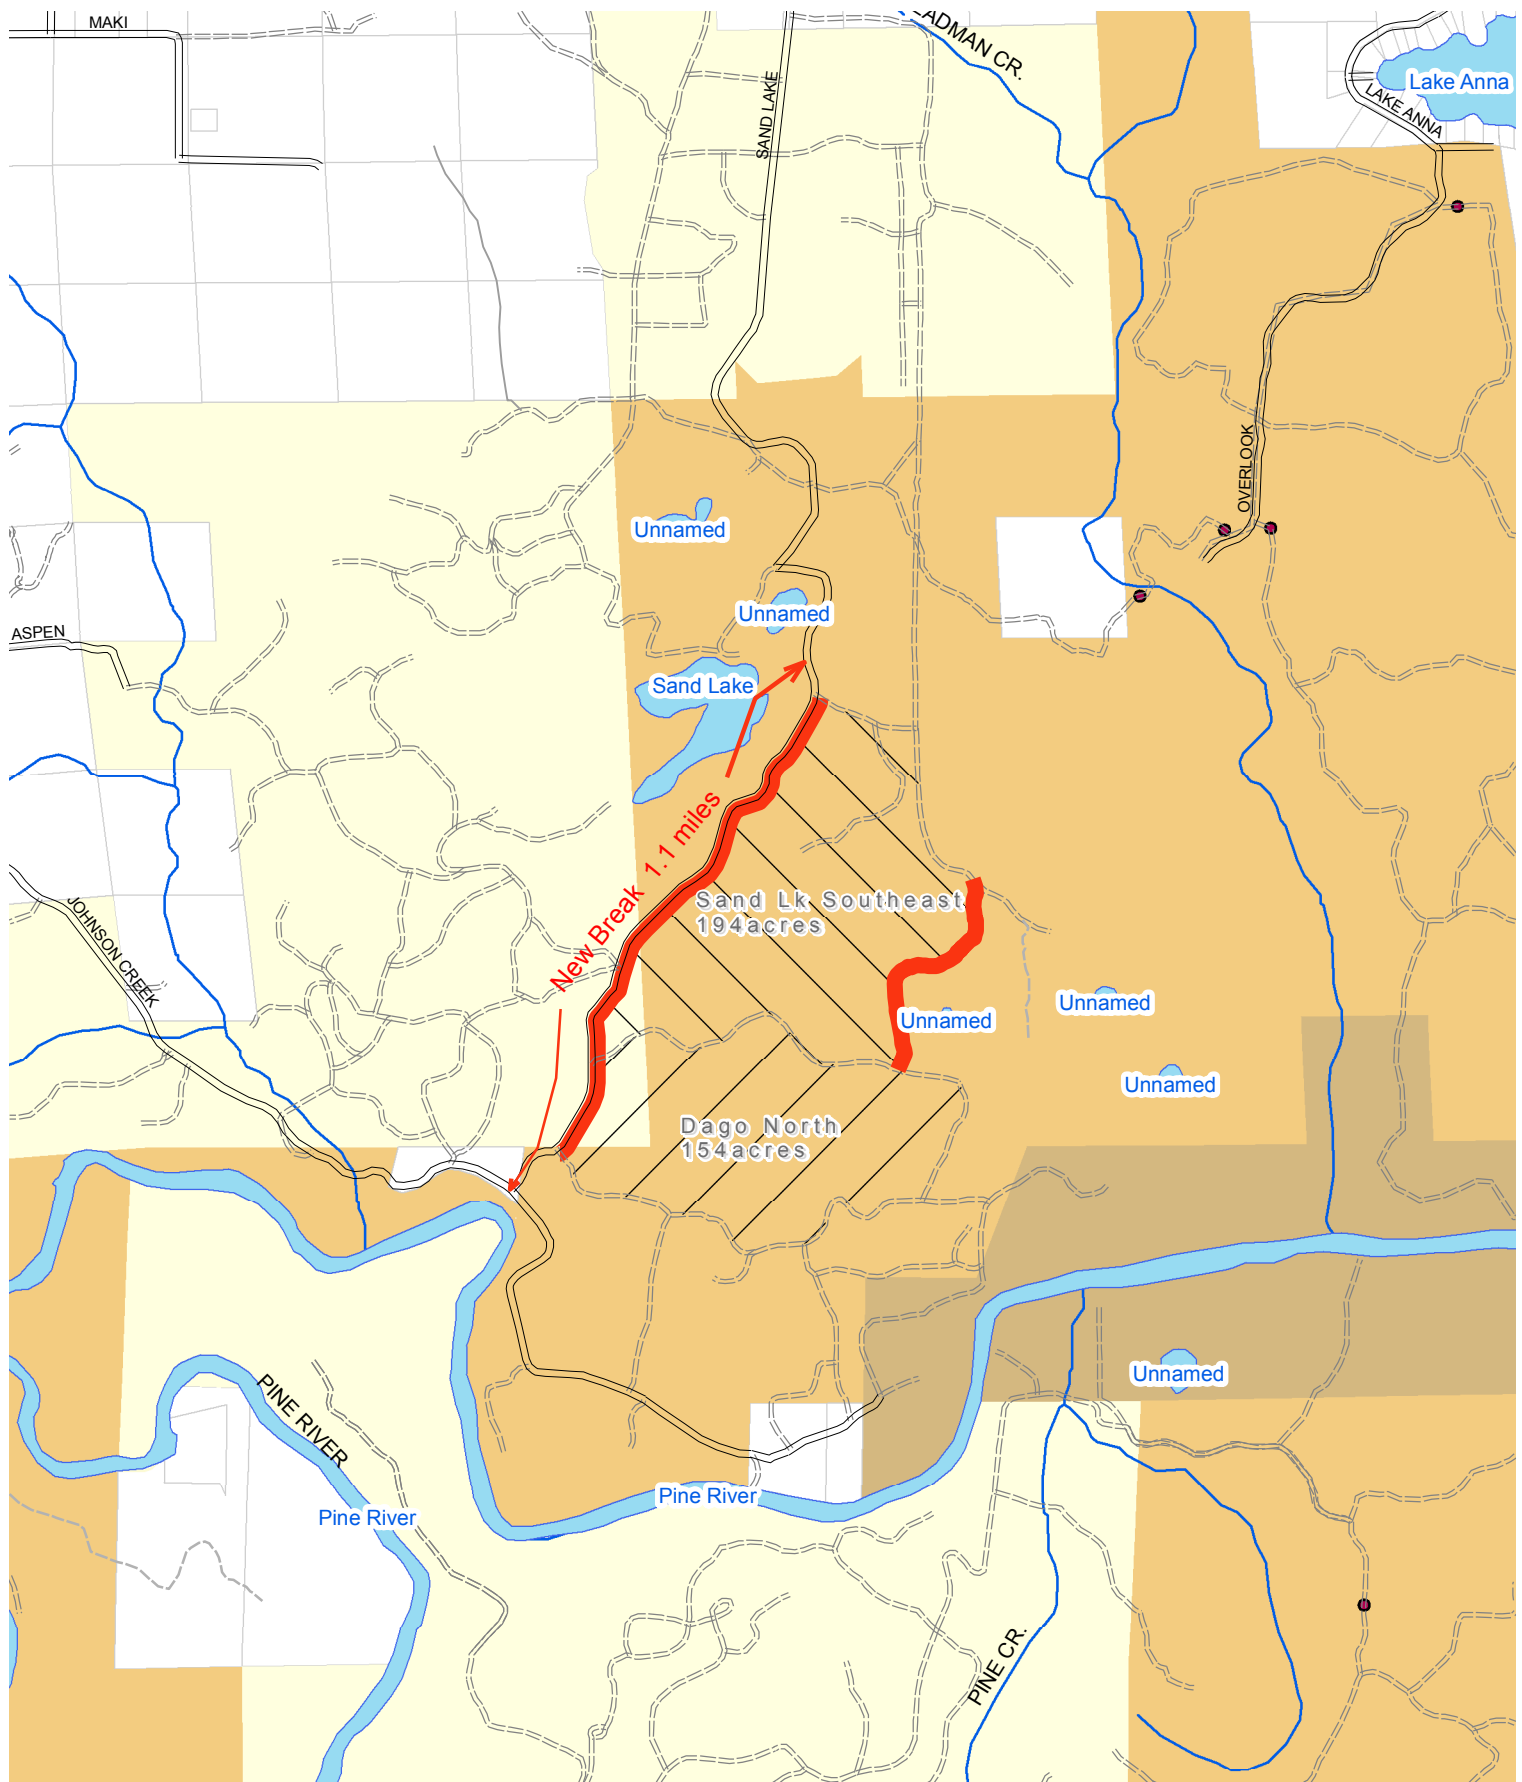 MAKI
SAND LAKE
ADMAN CR.
Lake Anna
LAKE ANNA
OVERLOOK
Unnamed
Unnamed
ASPEN
Sand Lake
New Break 1.1 miles
Sand Lk Southeast
194acres
JOHNSON CREEK
Unnamed
Unnamed
Unnamed
Dago North
154acres
Unnamed
PINE RIVER
Pine River
Pine River
PINE CR.